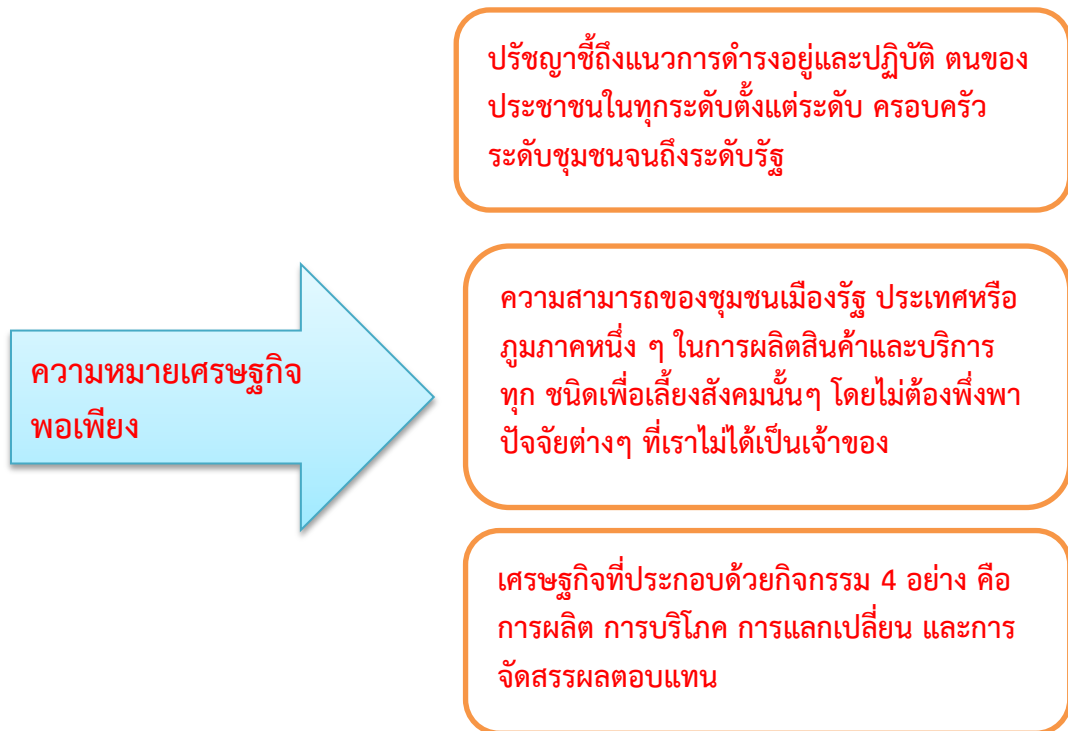 ปรัชญาชี้ถึงแนวการดำรงอยู่และปฏิบัติ ตนของ
ประชาชนในทุกระดับตั้งแต่ระดับ ครอบครัว
ระดับชุมชนจนถึงระดับรัฐ
ความหมายเศรษฐกิจ
พอเพียง
ความสามารถของชุมชนเมืองรัฐ ประเทศหรือ
ภูมภาคหนึ่ง ๆ ในการผลิตสินค้าและบริการ
ทุก ชนิดเพื่อเลี้ยงสังคมนั้นๆ โดยไม่ต้องพึ่งพา
ปัจจัยต่างๆ ที่เราไม่ได้เป็นเจ้าของ
เศรษฐกิจที่ประกอบด้วยกิจกรรม 4 อย่าง คือ
การผลิต การบริโภค การแลกเปลี่ยน และการ
จัดสรรผลตอบแทน